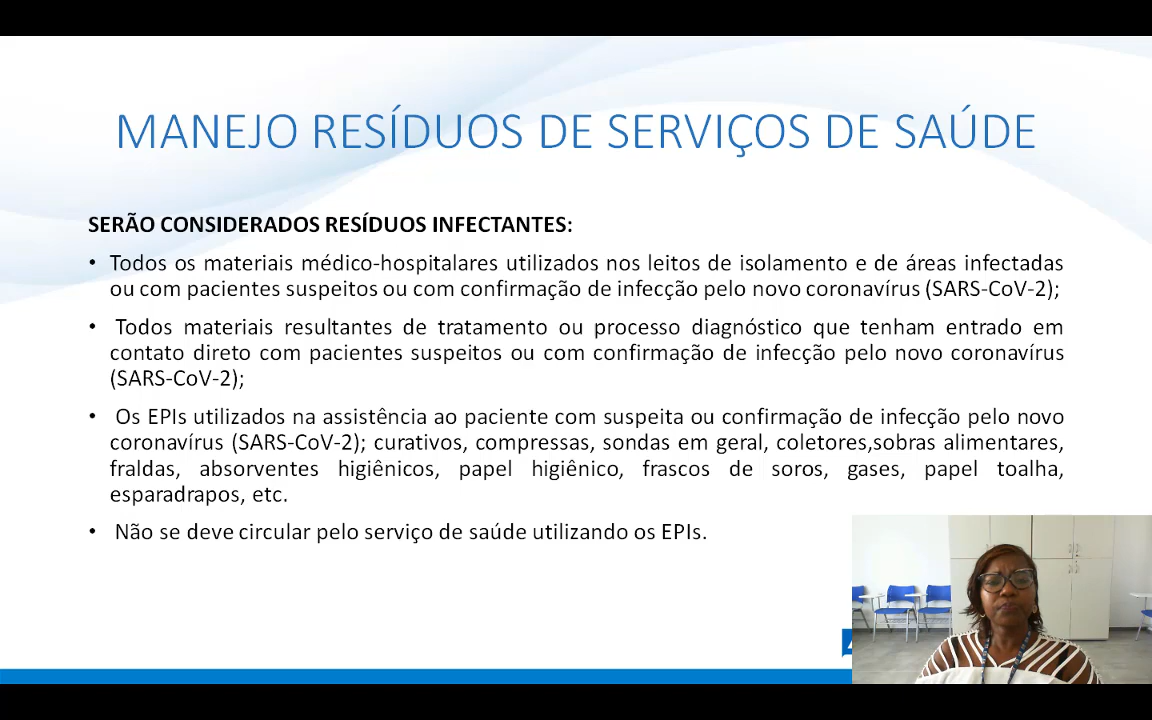 MANEJO RESÍDUOS DE SERVIÇOS DE SAÚDE
SERÃO CONSIDERADOS RESÍDUOS INFECTANTES:
• Todos os materiais médico-hospitalares utilizados nos leitos de isolamento e de áreas infectadas
ou com pacientes suspeitos ou com confirmação de infecção pelo novo coronavírus (SARS-CoV-2);
• Todos materiais resultantes de tratamento ou processo diagnóstico que tenham entrado em
contato direto com pacientes suspeitos ou com confirmação de infecção pelo novo coronavírus
(SARS-CoV-2);
• Os EPIs utilizados na assistência ao paciente com suspeita ou confirmação de infecção pelo novo
coronavírus (SARS-CoV-2); curativos, compressas, sondas em geral, coletores,sobras alimentares,
fraldas, absorventes higiênicos, papel higiênico, frascos de soros, gases, papel toalha,
esparadrapos, etc.
• Não se deve circular pelo serviço de saúde utilizando os EPIs.